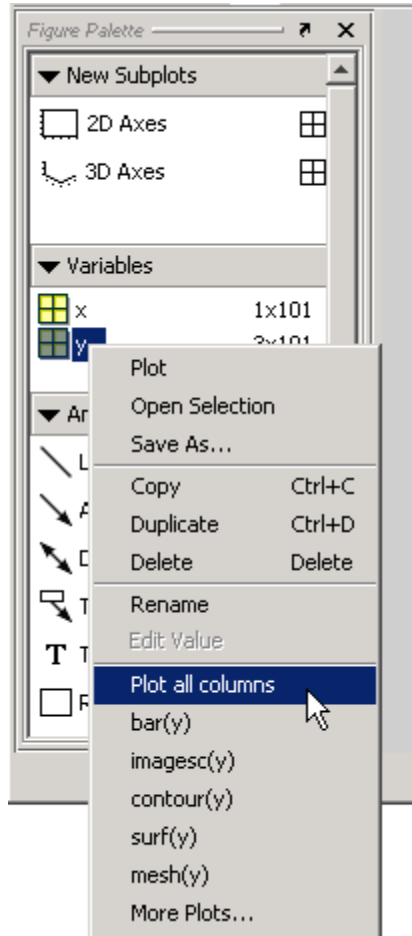 Figure Palette
New Subplots
2D Axes
3D Axes
Variables
x 1x101
y 3x101
Plot
Open Selection
Save As...
Copy Ctrl+C
Duplicate Ctrl+D
Delete Delete
Rename
Edit Value
Plot all columns
bar(y)
imagesc(y)
contour(y)
surf(y)
mesh(y)
More Plots...
T